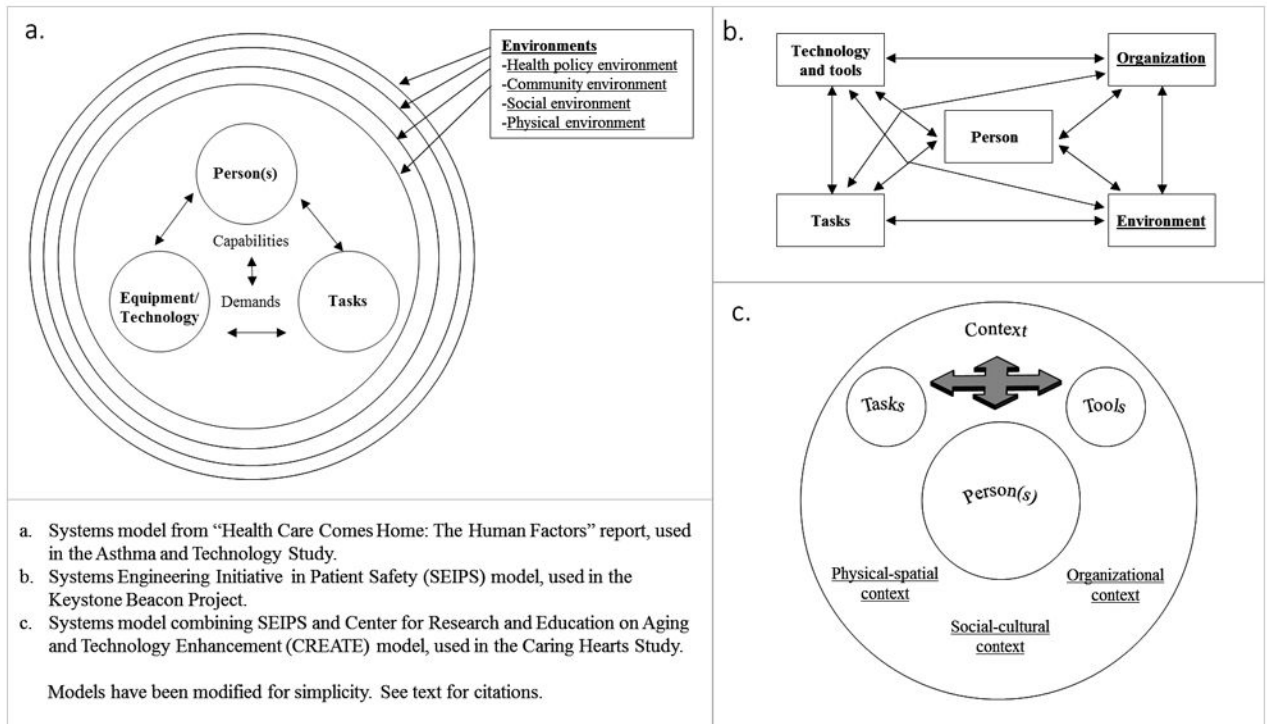 a.
Environments
-Health policy environment
-Community environment
-Social environment
-Physical environment
Person(s)
Capabilities
Equipment/
Technology
Demands
Tasks
b.
Technology
and tools
Organization
Person
Tasks
Environment
c.
Context
Tasks
Tools
Person(s)
Physical-spatial
context
Organizational
context
Social-cultural
context
a. Systems model from “Health Care Comes Home: The Human Factors” report, used
in the Asthma and Technology Study.
b. Systems Engineering Initiative in Patient Safety (SEIPS) model, used in the
Keystone Beacon Project.
c. Systems model combining SEIPS and Center for Research and Education on Aging
and Technology Enhancement (CREATE) model, used in the Caring Hearts Study.
Models have been modified for simplicity. See text for citations.